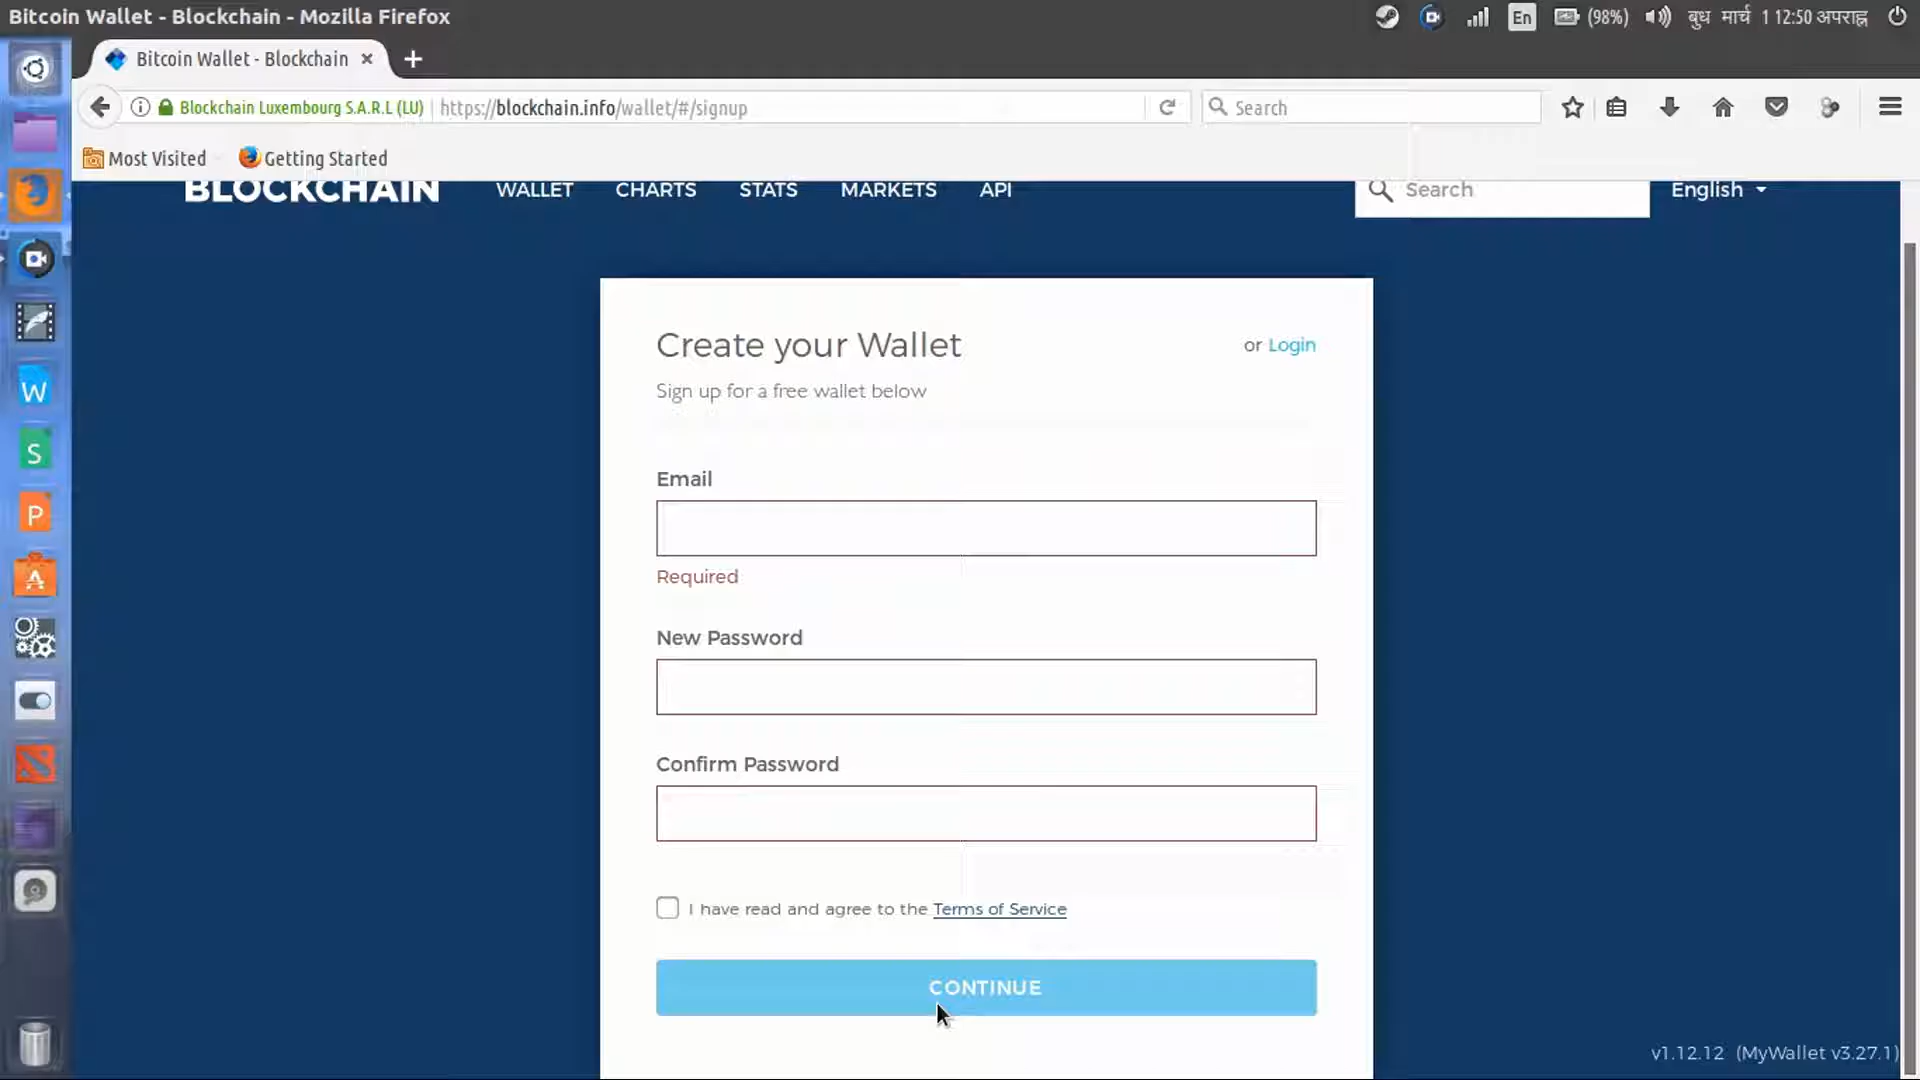 Bitcoin Wallet - Blockchain - Mozilla Firefox
En (98%) बुध मार्च 1 12:50 अपराह्न
Bitcoin Wallet - Blockchain × +
Blockchain Luxembourg S.A.R.L (LU) https://blockchain.info/wallet/#/signup Search
Most Visited Getting Started
BLOCKCHAIN WALLET CHARTS STATS MARKETS API Search English
Create your Wallet or Login
Sign up for a free wallet below
Email
Required
New Password
Confirm Password
I have read and agree to the Terms of Service
CONTINUE
v1.12.12 (MyWallet v3.27.1)
W
S
P
A